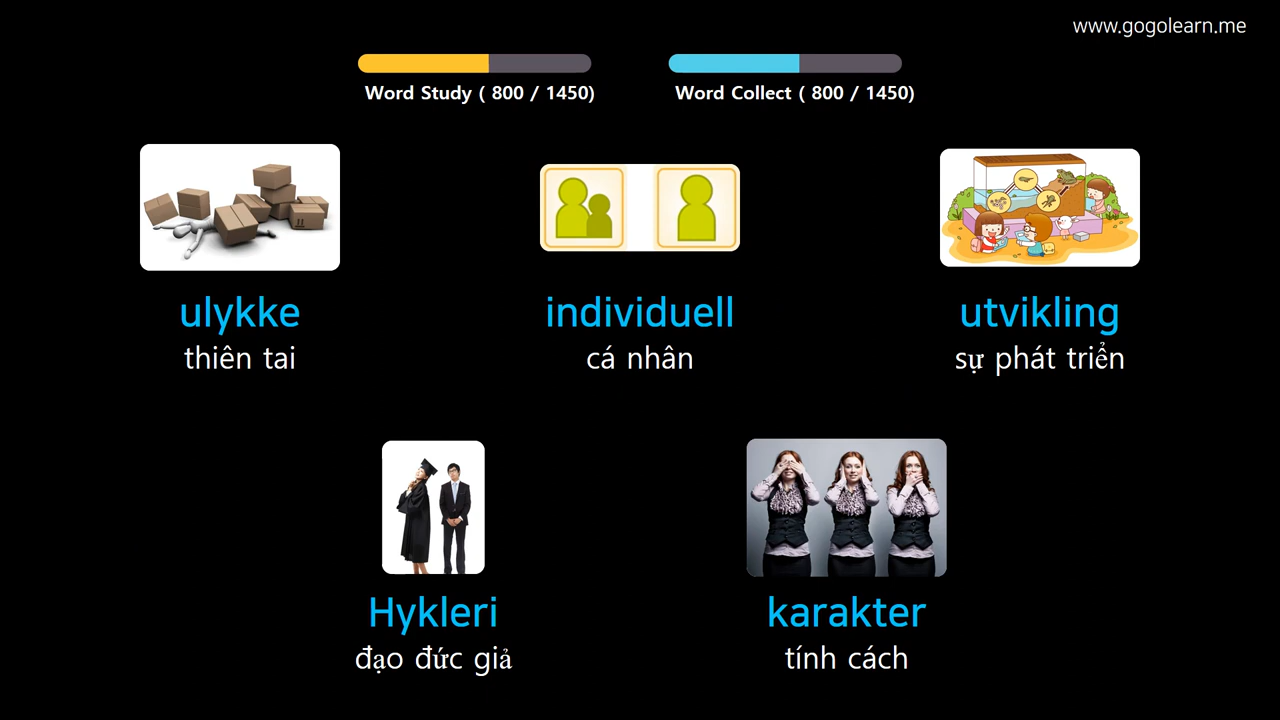 www.gogolearn.me
Word Study ( 800 / 1450)
Word Collect ( 800 / 1450)
ulykke
thiên tai
individuell
cá nhân
utvikling
sự phát triển
Hykleri
đạo đức giả
karakter
tính cách